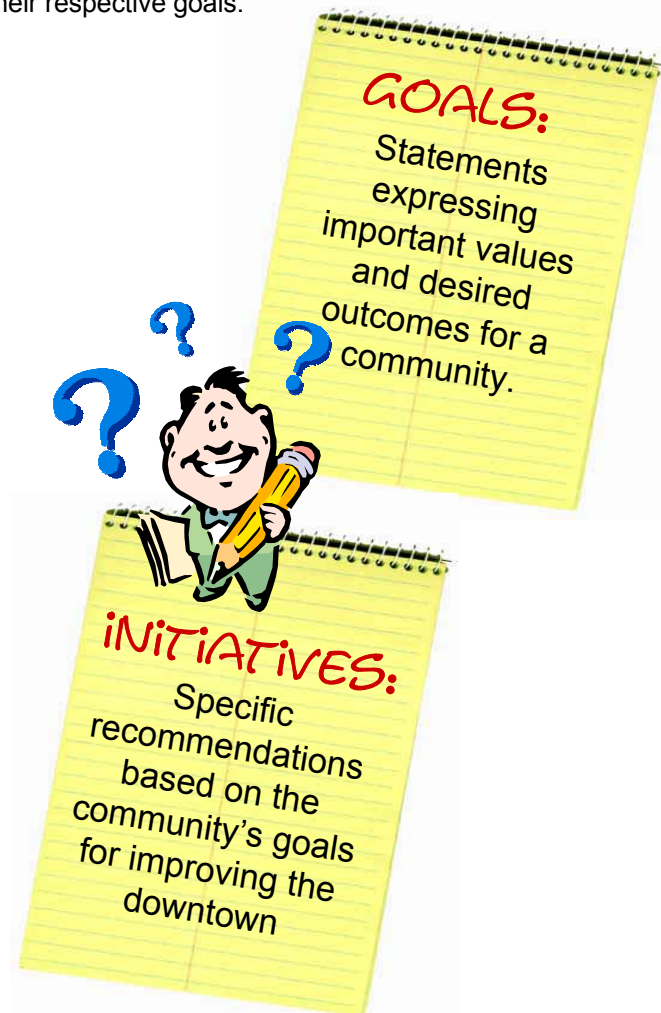 heir respective goals.
GOALS:
Statements
expressing
important values
and desired
outcomes for a
community.
INITIATIVES:
Specific
recommendations
based on the
community's goals
for improving the
downtown